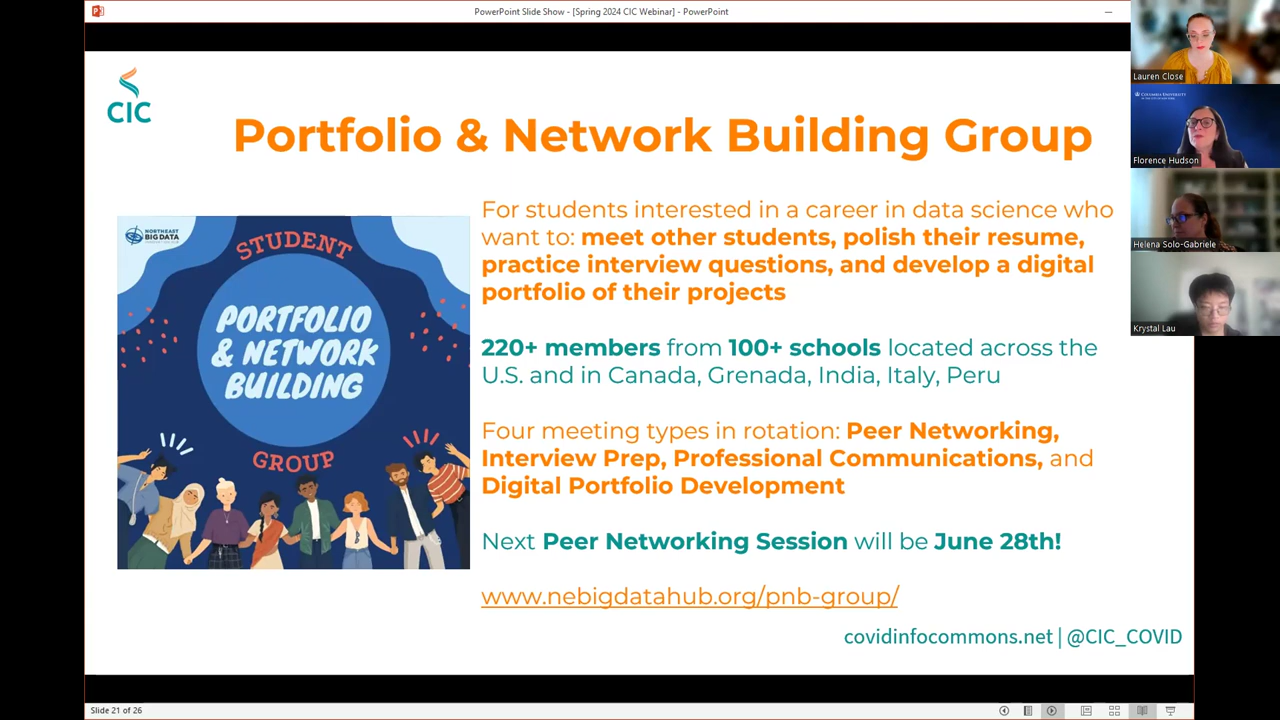 PowerPoint Slide Show - [Spring 2024 CIC Webinar] - PowerPoint
CIC
Portfolio & Network Building Group
NORTHEAST
BIG DATA
STUDENT
PORTFOLIO
& NETWORK
BUILDING
GROUP
For students interested in a career in data science who
want to: meet other students, polish their resume,
practice interview questions, and develop a digital
portfolio of their projects
220+ members from 100+ schools located across the
U.S. and in Canada, Grenada, India, Italy, Peru
Four meeting types in rotation: Peer Networking,
Interview Prep, Professional Communications, and
Digital Portfolio Development
Next Peer Networking Session will be June 28th!
www.nebigdatahub.org/pnb-group/
covidinfocommons.net | @CIC_COVID
Slide 21 of 26
Lauren Close
COLUMBIA UNIVERSITY
Florence Hudson
Helena Solo-Gabriele
Krystal Lau